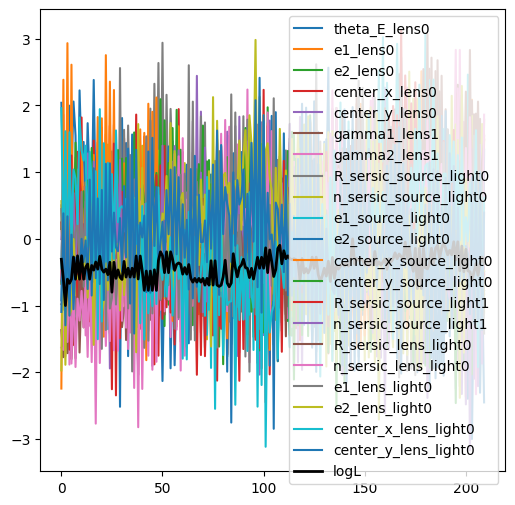 3
2
1
0
−1
−2
−3
0
50
100
150
200
theta_E_lens0
e1_lens0
e2_lens0
center_x_lens0
center_y_lens0
gamma1_lens1
gamma2_lens1
R_sersic_source_light0
n_sersic_source_light0
e1_source_light0
e2_source_light0
center_x_source_light0
center_y_source_light0
R_sersic_source_light1
n_sersic_source_light1
R_sersic_lens_light0
n_sersic_lens_light0
e1_lens_light0
e2_lens_light0
center_x_lens_light0
center_y_lens_light0
logL